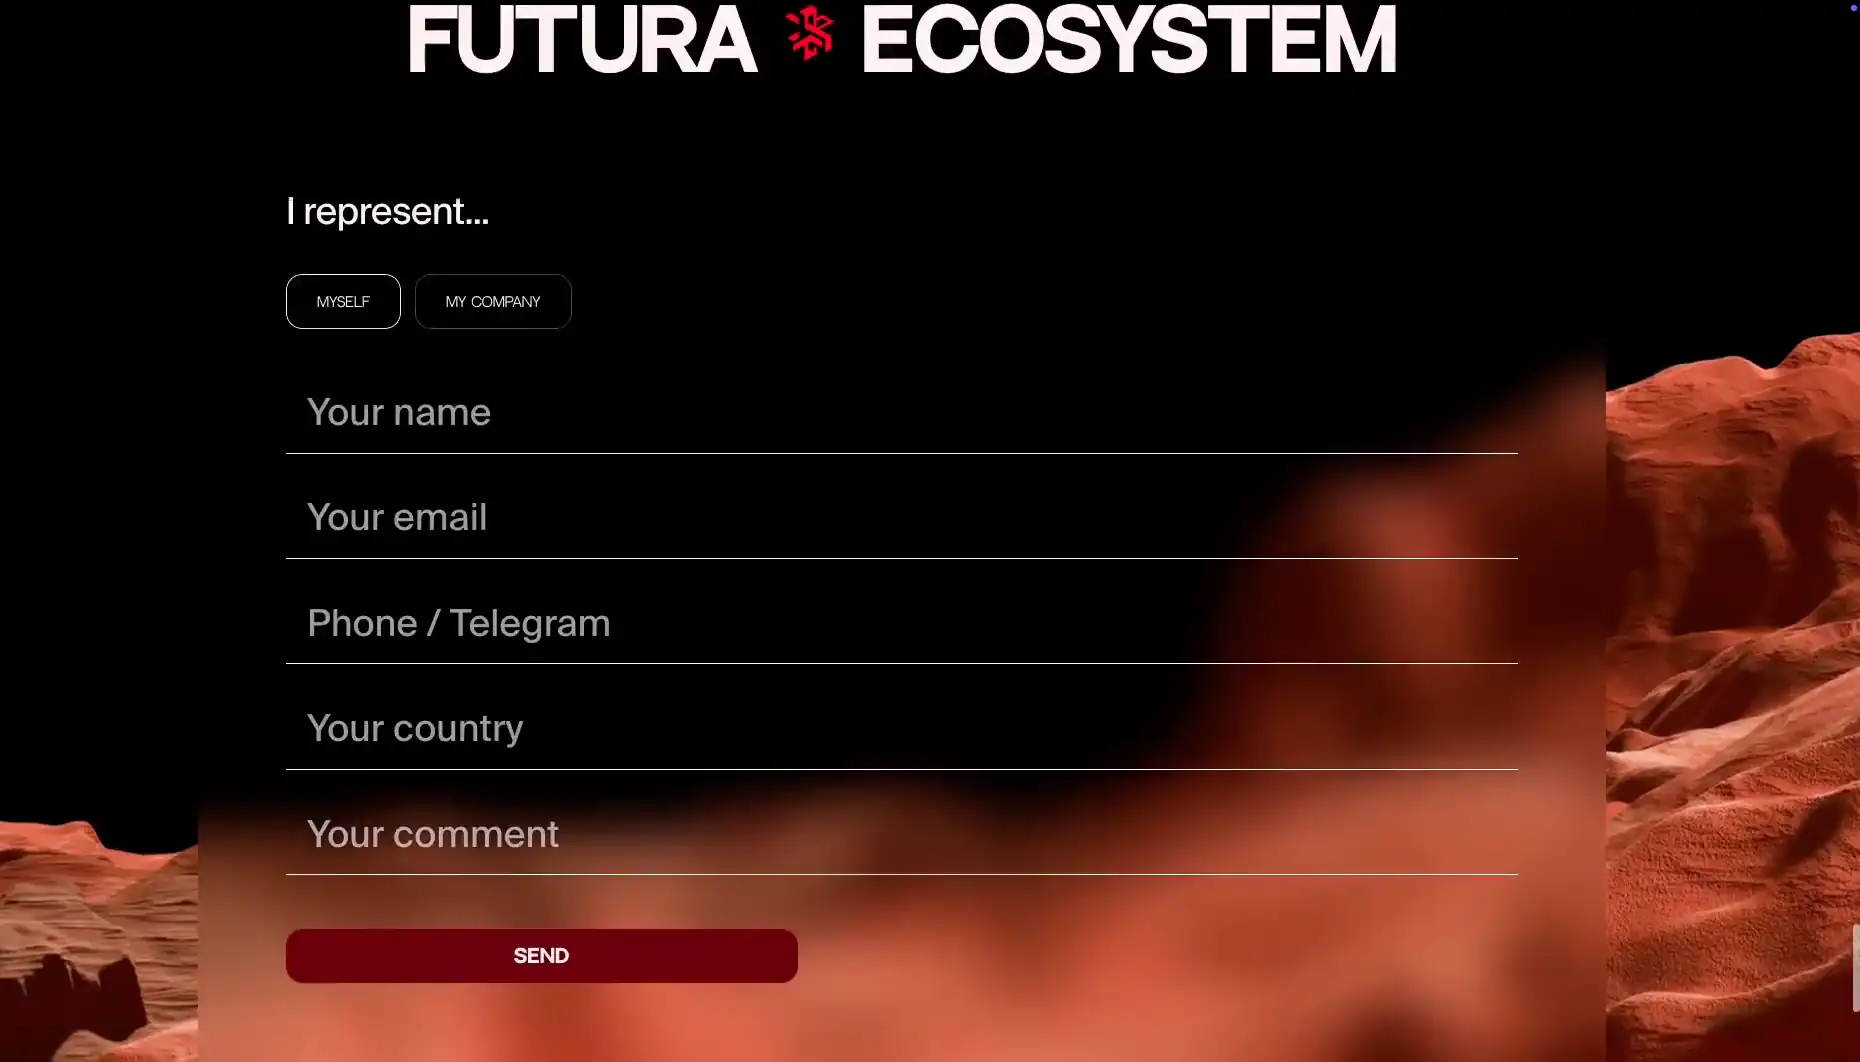 FUTURA ECOSYSTEM
I represent...
MYSELF MY COMPANY
Your name
Your email
Phone / Telegram
Your country
Your comment
SEND